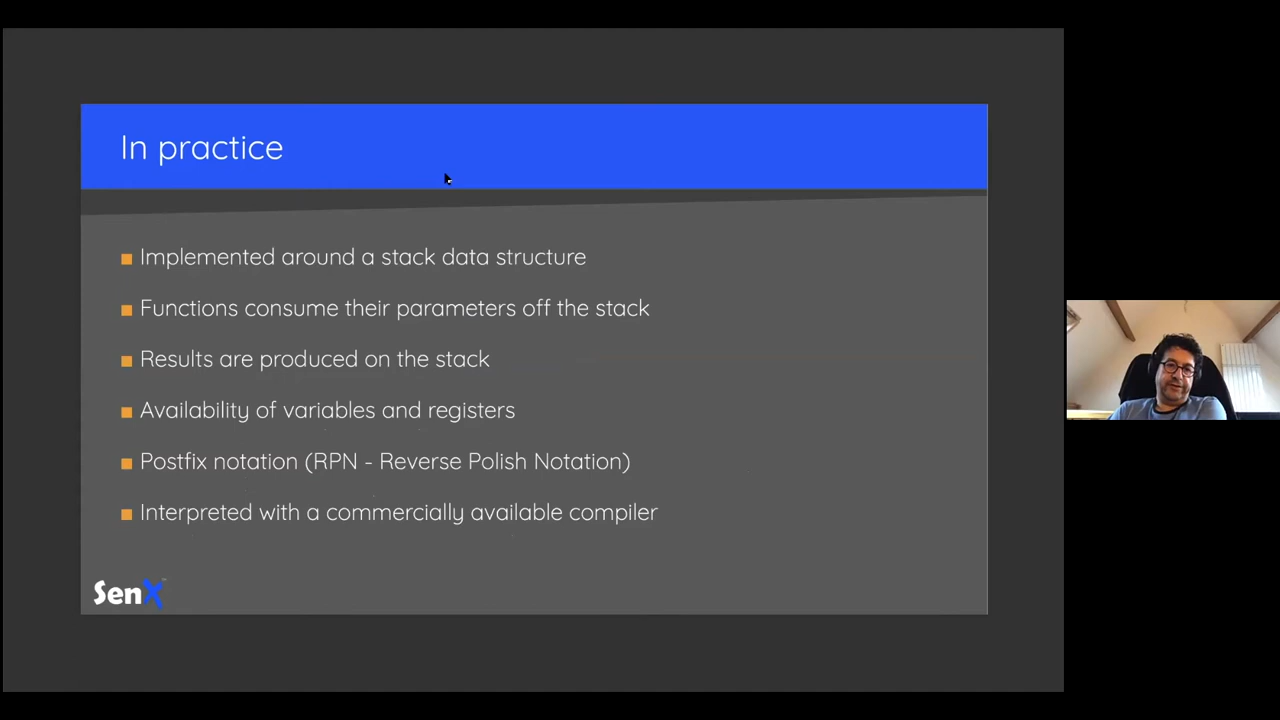 In practice
Implemented around a stack data structure
Functions consume their parameters off the stack
Results are produced on the stack
Availability of variables and registers
Postfix notation (RPN - Reverse Polish Notation)
Interpreted with a commercially available compiler
SenX